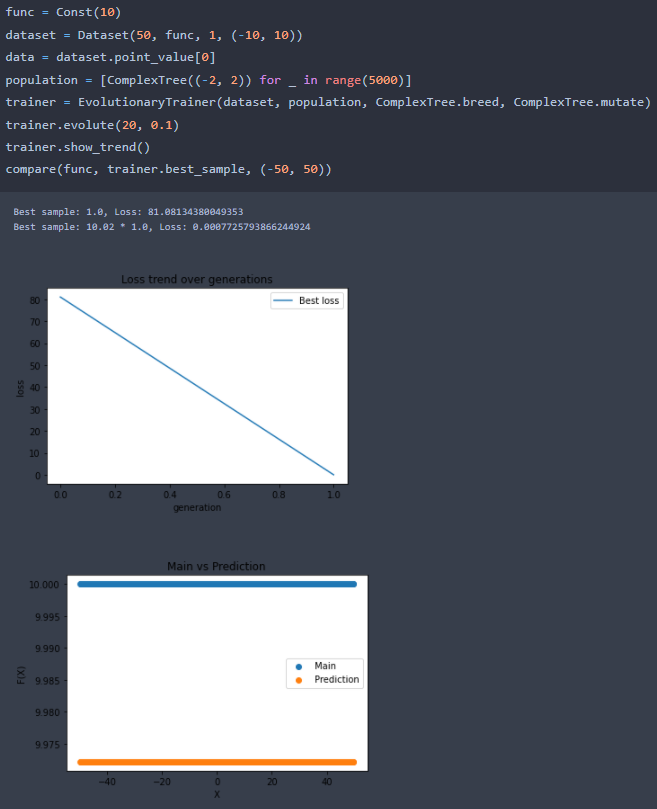 func = Const(10)
dataset = Dataset(50, func, 1, (-10, 10))
data = dataset.point_value[0]
population = [ComplexTree((-2, 2)) for _ in range(5000)]
trainer = EvolutionaryTrainer(dataset, population, ComplexTree.breed, ComplexTree.mutate)
trainer.evolute(20, 0.1)
trainer.show_trend()
compare(func, trainer.best_sample, (-50, 50))
Best sample: 1.0, Loss: 81.08134380049353
Best sample: 10.02 * 1.0, Loss: 0.0007725793866244924
Loss trend over generations
Best loss
80
70
60
50
40
30
20
10
0
loss
0.0 0.2 0.4 0.6 0.8 1.0
generation
Main vs Prediction
10.000
9.995
9.990
9.985
9.980
9.975
F(X)
Main
Prediction
−40 −20 0 20 40
X